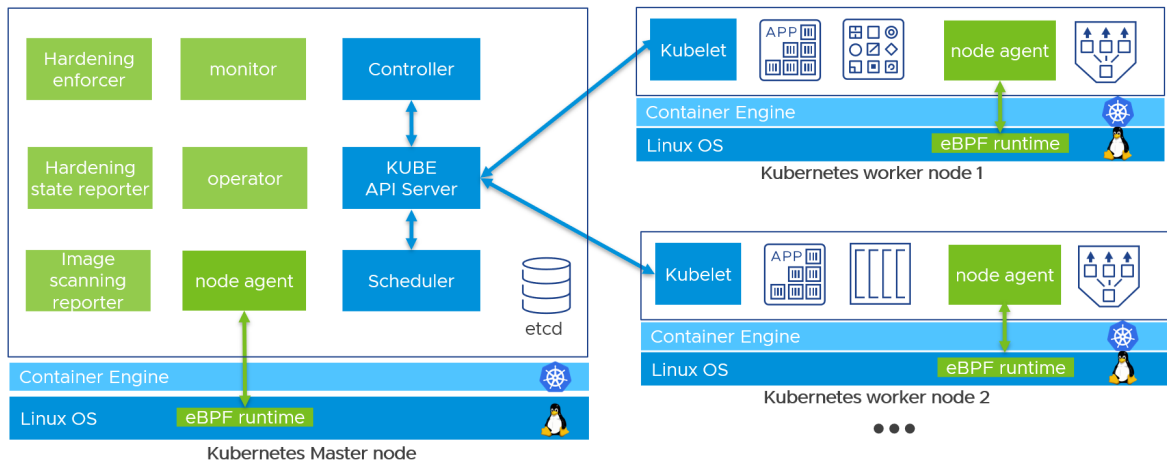 Hardening
enforcer
monitor
Controller
Hardening
state reporter
operator
KUBE
API Server
Image
scanning
reporter
node agent
Scheduler
etcd
Container Engine
Linux OS
eBPF runtime
Kubernetes Master node
Kubelet
APP
node agent
Container Engine
Linux OS
eBPF runtime
Kubernetes worker node 1
Kubelet
APP
node agent
Container Engine
Linux OS
eBPF runtime
Kubernetes worker node 2